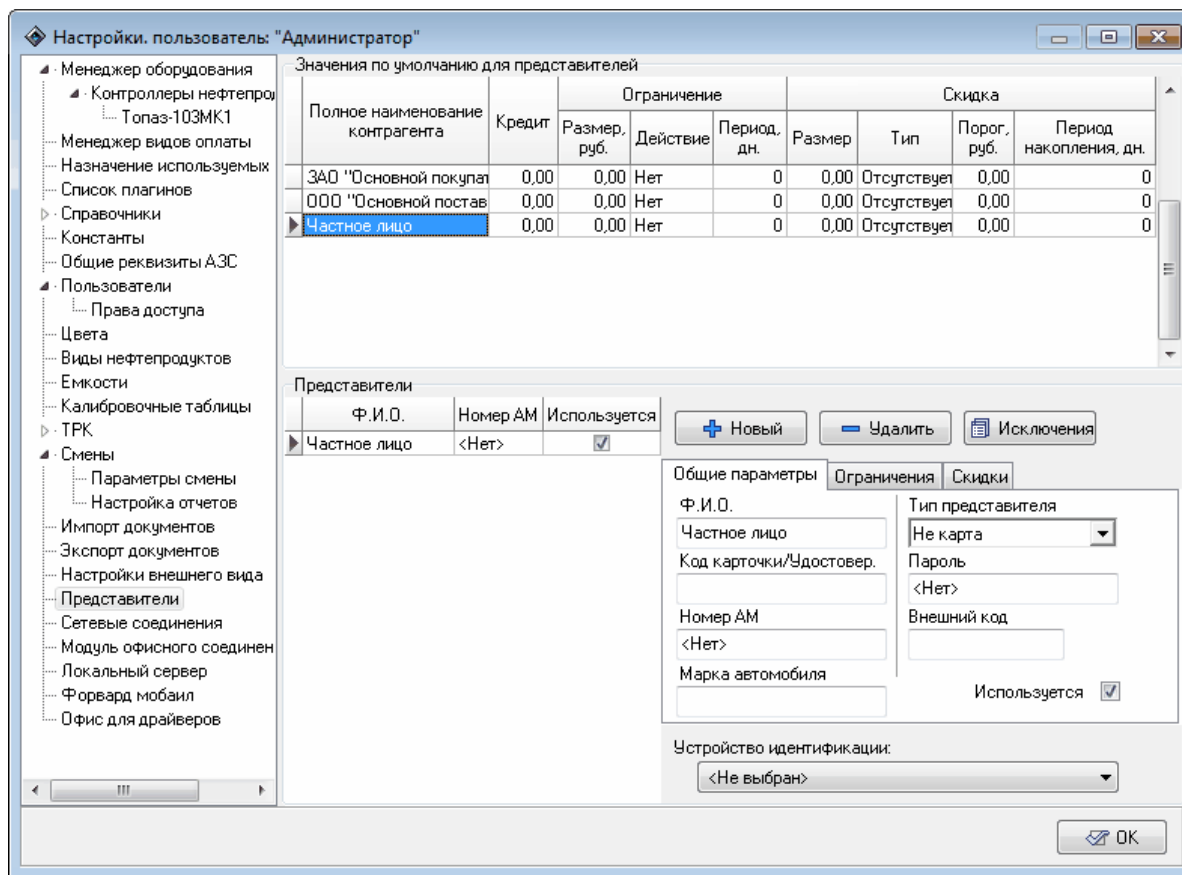 Настройки. пользователь: "Администратор"
Менеджер оборудования
Контроллеры нефтепро
Топаз-103МК1
Менеджер видов оплаты
Назначение используемых
Список плагинов
Справочники
Константы
Общие реквизиты АЗС
Пользователи
Права доступа
Цвета
Виды нефтепродуктов
Емкости
Калибровочные таблицы
ТРК
Смены
Параметры смены
Настройка отчетов
Импорт документов
Экспорт документов
Настройки внешнего вида
Представители
Сетевые соединения
Модуль офисного соединен
Локальный сервер
Форвард мобаил
Офис для драйверов
Значения по умолчанию для представителей
Полное наименование контрагента
Кредит
Ограничение
Скидка
Размер, руб.
Действие
Период, дн.
Размер
Тип
Порог, руб.
Период накопления, дн.
ЗАО "Основной покупат 0,00 0,00 Нет 0 0,00 Отсутствует 0,00 0
ООО "Основной постав 0,00 0,00 Нет 0 0,00 Отсутствует 0,00 0
Частное лицо 0,00 0,00 Нет 0 0,00 Отсутствует 0,00 0
Представители
Ф.И.О. Номер АМ Используется
Частное лицо <Нет>
Новый
Удалить
Исключения
Общие параметры
Ограничения
Скидки
Ф.И.О.
Частное лицо
Код карточки/Удостовер.
Номер АМ
<Нет>
Марка автомобиля
Тип представителя
Не карта
Пароль
<Нет>
Внешний код
Используется
Устройство идентификации:
<Не выбран>
OK